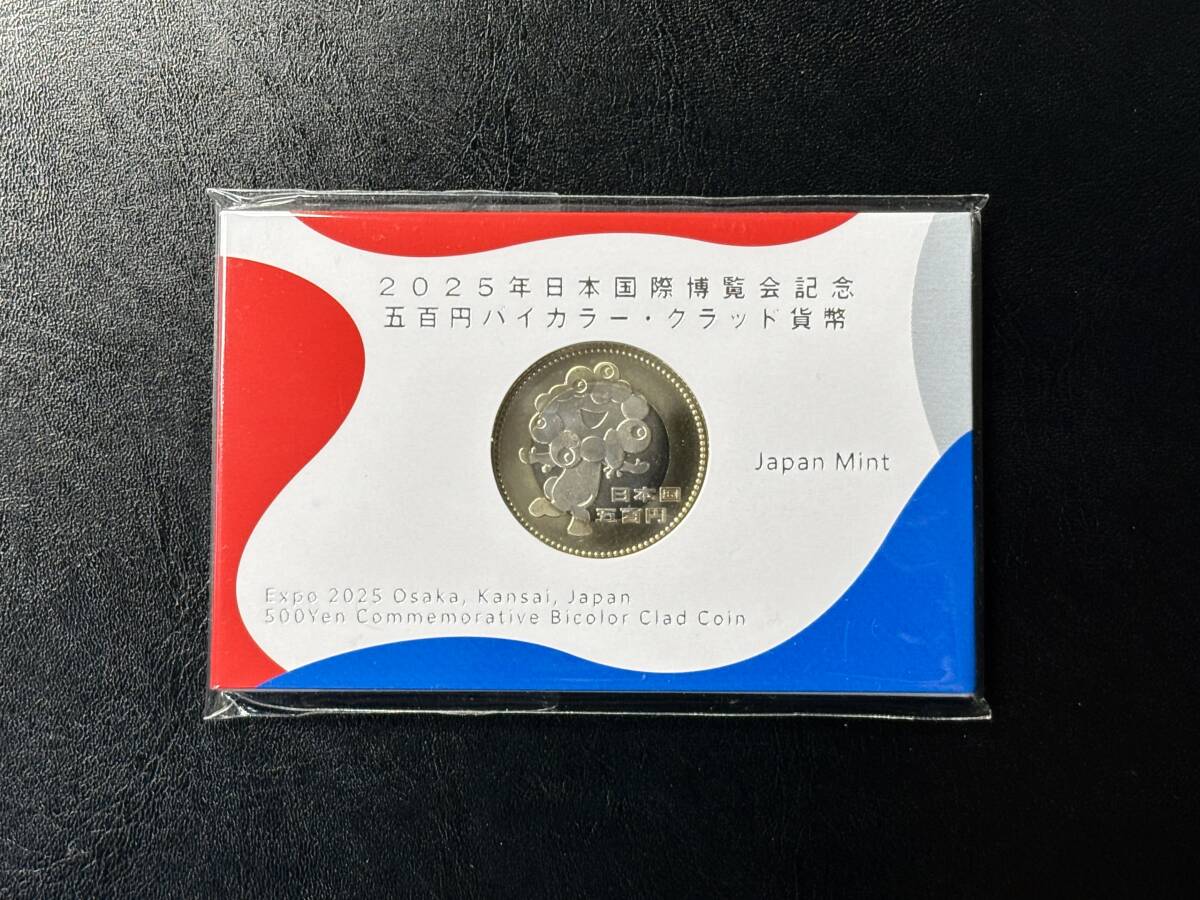 2025年日本国際博覧会記念
五百円バイカラー・クラッド貨幣
日本国
五百円
Japan Mint
Expo 2025 Osaka, Kansai, Japan
500Yen Commemorative Bicolor Clad Coin